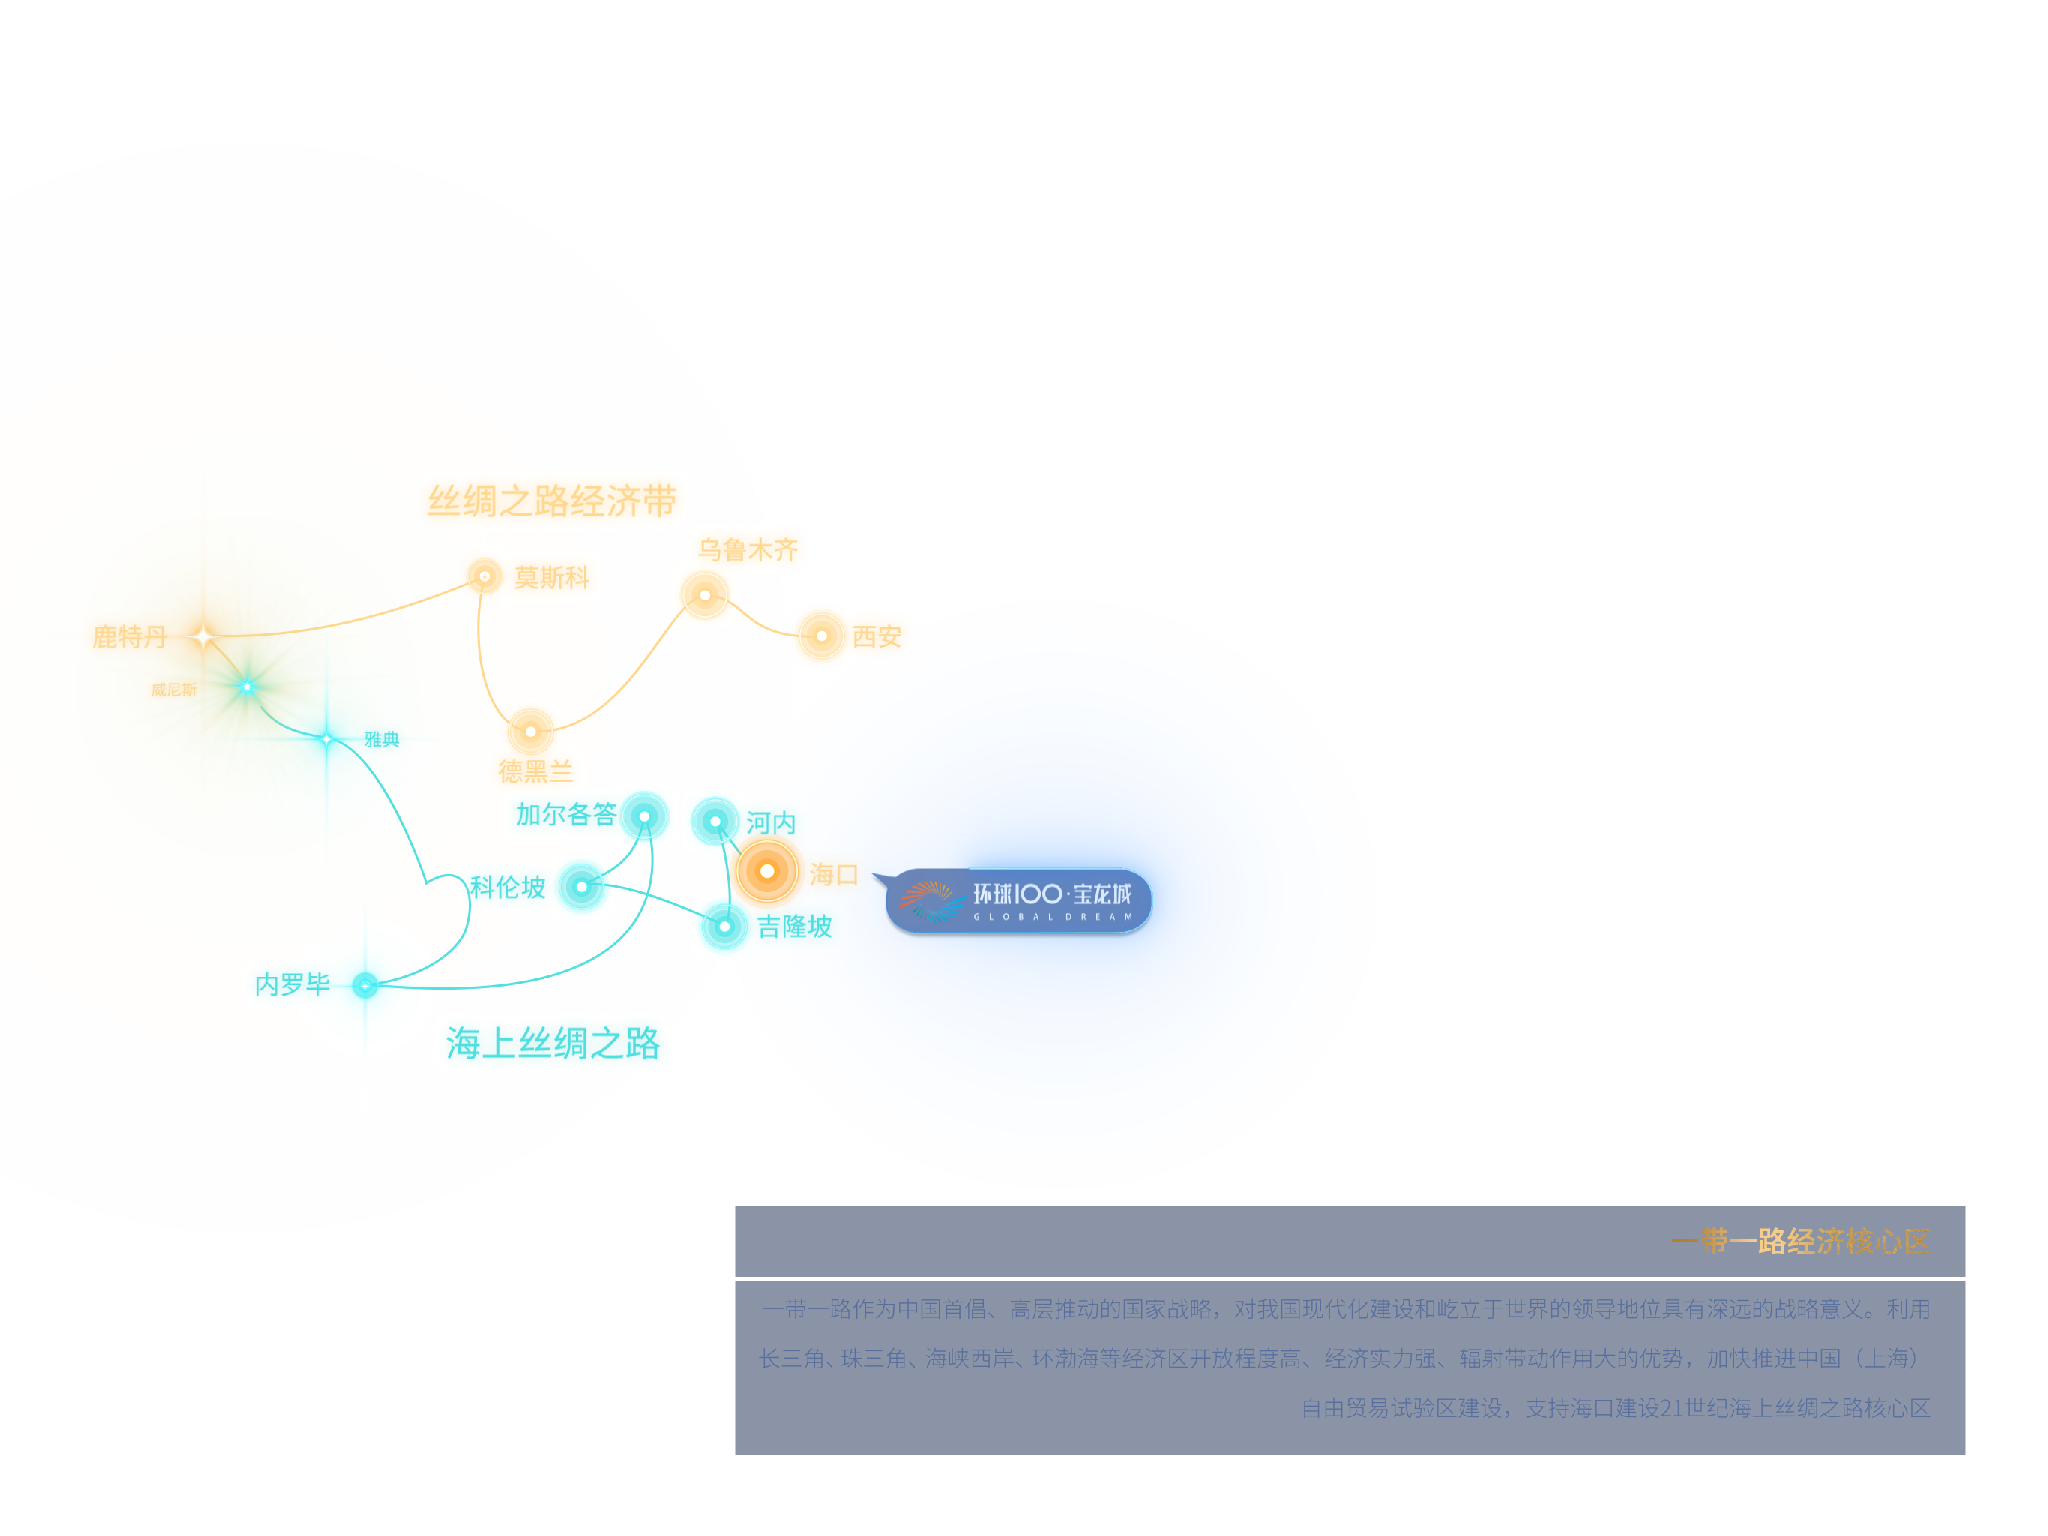 丝绸之路经济带
乌鲁木齐
莫斯科
鹿特丹
西安
威尼斯
雅典
德黑兰
加尔各答
河内
海口
科伦坡
环球100·宝龙城
GLOBAL DREAM
吉隆坡
内罗毕
海上丝绸之路
一带一路经济核心区
一带一路作为中国首倡、高层推动的国家战略，对我国现代化建设和屹立于世界的领导地位具有深远的战略意义。利用
长三角、珠三角、海峡西岸、环渤海等经济区开放程度高、经济实力强、辐射带动作用大的优势，加快推进中国（上海）
自由贸易试验区建设，支持海口建设21世纪海上丝绸之路核心区